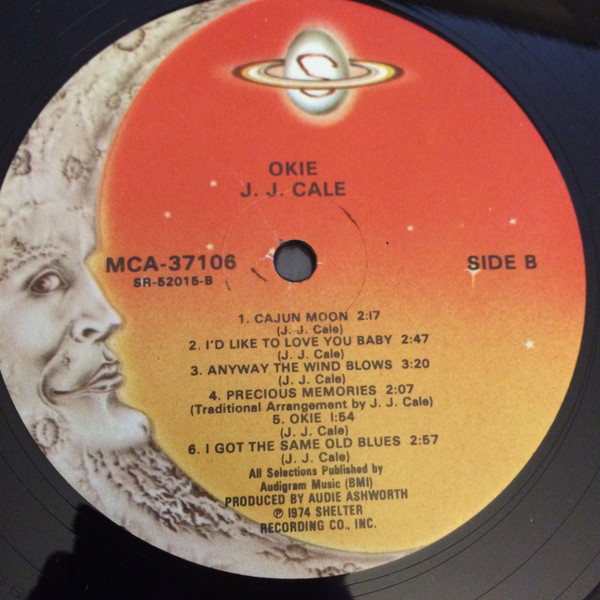 OKIE
J. J. CALE
MCA-37106
SR-52015-B
SIDE B
1. CAJUN MOON 2:17
(J. J. Cale)
2. I'D LIKE TO LOVE YOU BABY 2:47
(J. J. Cale)
3. ANYWAY THE WIND BLOWS 3:20
(J. J. Cale)
4. PRECIOUS MEMORIES 2:07
(Traditional Arrangement by J. J. Cale)
5. OKIE 1:54
(J. J. Cale)
6. I GOT THE SAME OLD BLUES 2:57
(J. J. Cale)
All Selections Published by
Audigram Music (BMI)
PRODUCED BY AUDIE ASHWORTH
℗ 1974 SHELTER
RECORDING CO., INC.